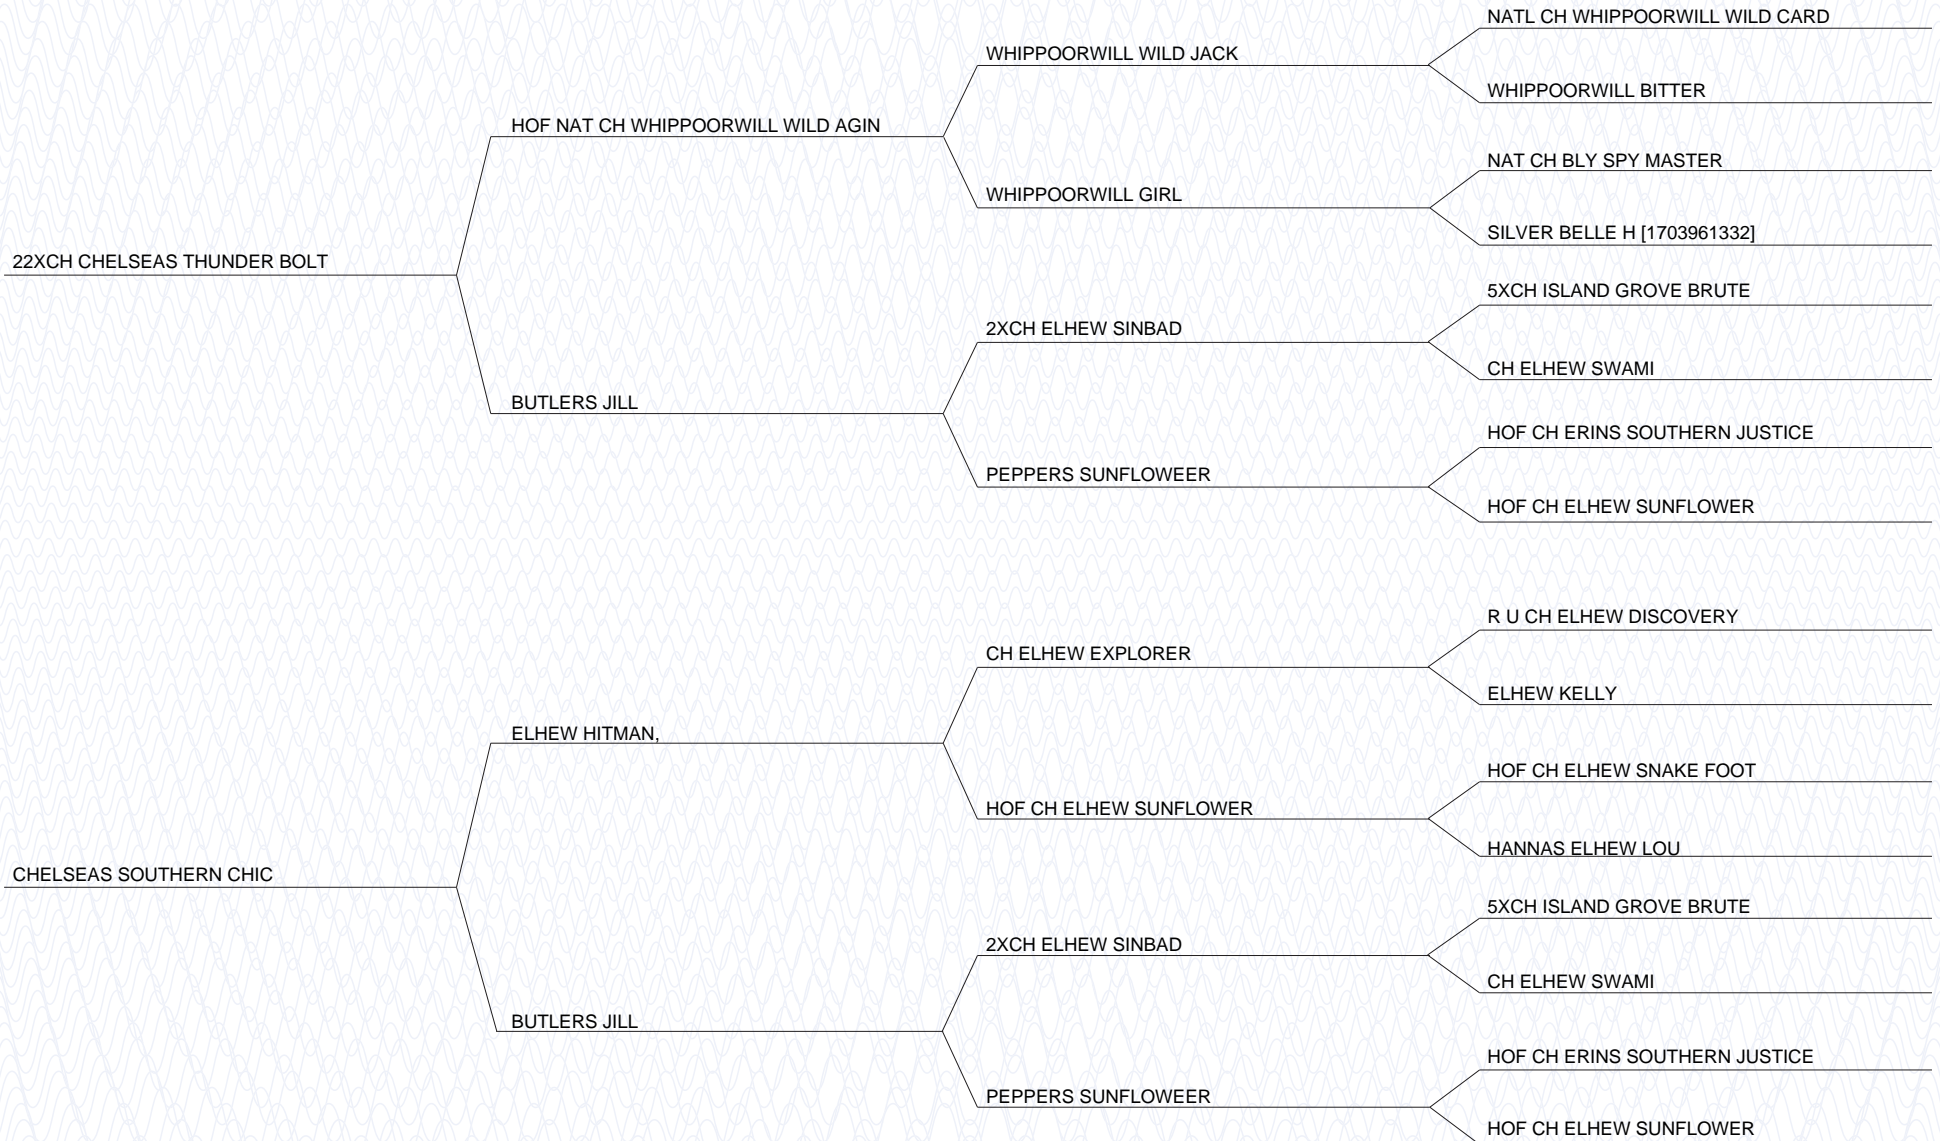 NATL CH WHIPPOORWILL WILD CARD
WHIPPOORWILL WILD JACK
WHIPPOORWILL BITTER
HOF NAT CH WHIPPOORWILL WILD AGIN
NAT CH BLY SPY MASTER
WHIPPOORWILL GIRL
SILVER BELLE H [1703961332]
22XCH CHELSEAS THUNDER BOLT
5XCH ISLAND GROVE BRUTE
2XCH ELHEW SINBAD
CH ELHEW SWAMI
BUTLERS JILL
HOF CH ERINS SOUTHERN JUSTICE
PEPPERS SUNFLOWEER
HOF CH ELHEW SUNFLOWER
R U CH ELHEW DISCOVERY
CH ELHEW EXPLORER
ELHEW KELLY
ELHEW HITMAN,
HOF CH ELHEW SNAKE FOOT
HOF CH ELHEW SUNFLOWER
HANNAS ELHEW LOU
CHELSEAS SOUTHERN CHIC
5XCH ISLAND GROVE BRUTE
2XCH ELHEW SINBAD
CH ELHEW SWAMI
BUTLERS JILL
HOF CH ERINS SOUTHERN JUSTICE
PEPPERS SUNFLOWEER
HOF CH ELHEW SUNFLOWER